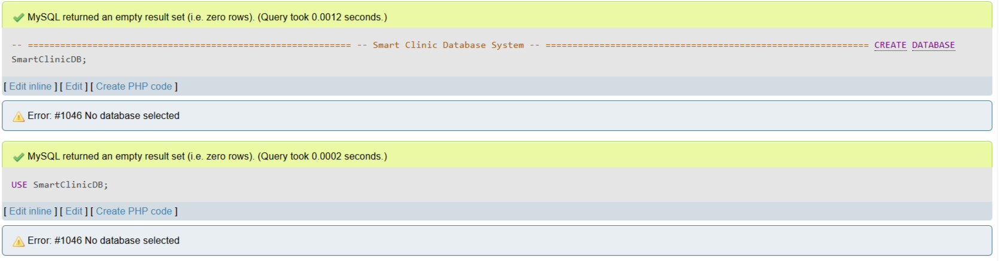 MySQL returned an empty result set (i.e. zero rows). (Query took 0.0012 seconds.)
-- ============================================================ -- Smart Clinic Database System -- ============================================================ CREATE DATABASE
SmartClinicDB;
[ Edit inline ] [ Edit ] [ Create PHP code ]
Error: #1046 No database selected
MySQL returned an empty result set (i.e. zero rows). (Query took 0.0002 seconds.)
USE SmartClinicDB;
[ Edit inline ] [ Edit ] [ Create PHP code ]
Error: #1046 No database selected